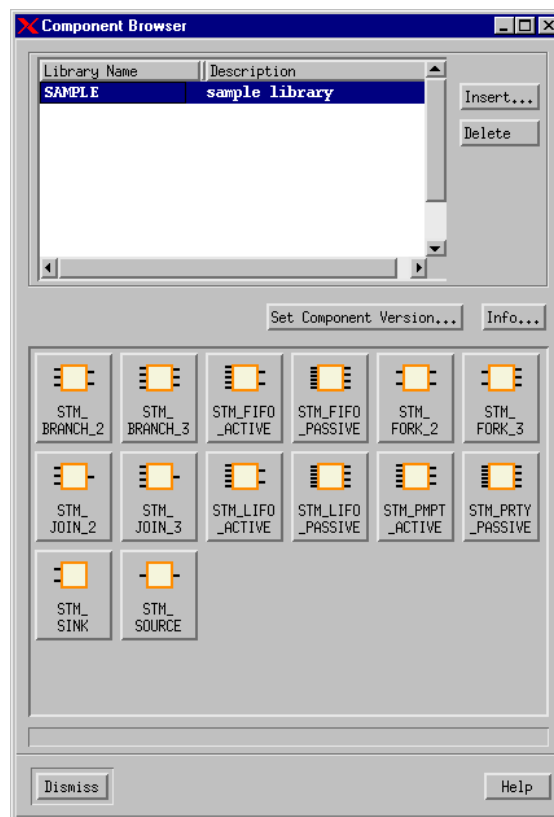 Component Browser
Library Name Description
SAMPLE sample library
Insert...
Delete
Set Component Version... Info...
STM_ STM_ STM_FIFO STM_FIFO STM_ STM_
BRANCH_2 BRANCH_3 _ACTIVE _PASSIVE FORK_2 FORK_3
STM_ STM_ STM_LIFO STM_LIFO STM_PMPT STM_PRTY
JOIN_2 JOIN_3 _ACTIVE _PASSIVE _ACTIVE _PASSIVE
STM_ STM_
SINK SOURCE
Dismiss Help